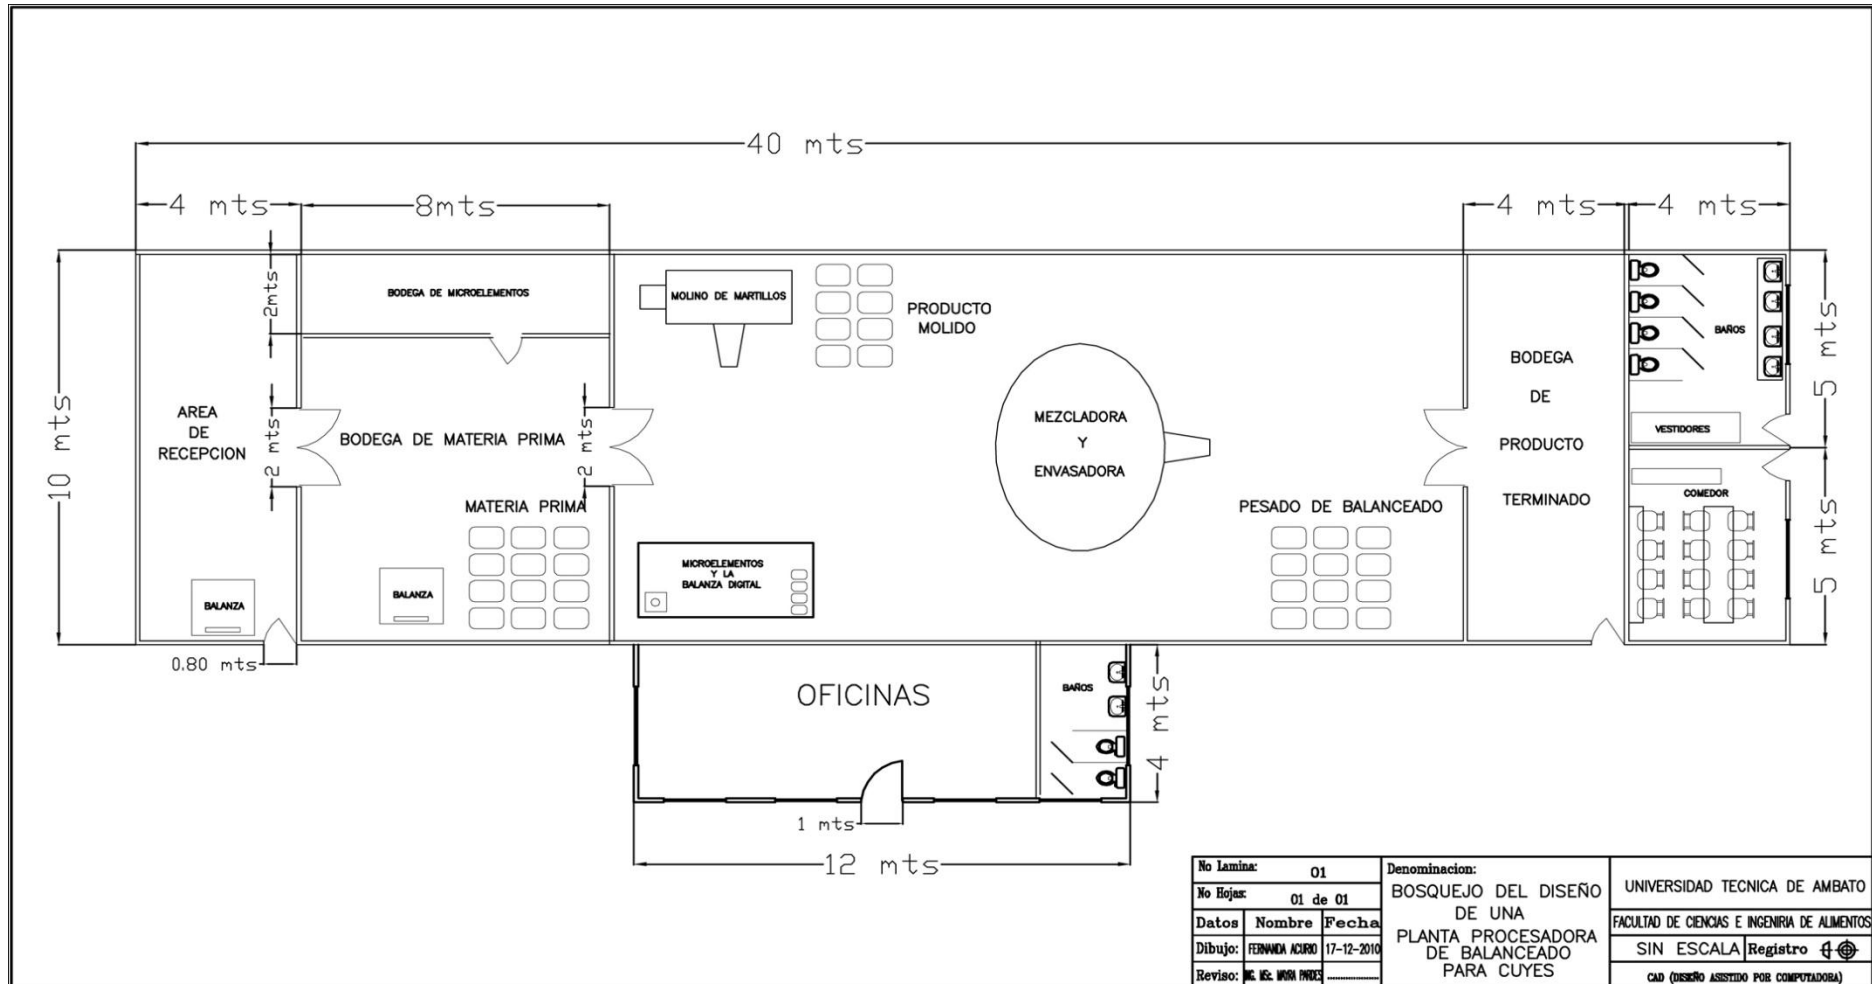 40 mts
4 mts
8mts
4 mts
4 mts
10 mts
2mts
BODEGA DE MICROELEMENTOS
MOLINO DE MARTILLOS
PRODUCTO
MOLIDO
AREA
DE
RECEPCION
2 mts
BODEGA DE MATERIA PRIMA
2 mts
MATERIA PRIMA
BALANZA
BALANZA
0.80 mts
MICROELEMENTOS
Y LA
BALANZA DIGITAL
MEZCLADORA
Y
ENVASADORA
PESADO DE BALANCEADO
BODEGA
DE
PRODUCTO
TERMINADO
BAÑOS
VESTIDORES
5 mts
COMEDOR
5 mts
OFICINAS
BAÑOS
4 mts
1 mts
12 mts
No Lamina: 01
No Hojas: 01 de 01
Datos Nombre Fecha
Dibujo: FERNANDA ACURIO 17-12-2010
Reviso: ING. MSc. MAYRA PARDES ...................
Denominacion:
BOSQUEJO DEL DISEÑO
DE UNA
PLANTA PROCESADORA
DE BALANCEADO
PARA CUYES
UNIVERSIDAD TECNICA DE AMBATO
FACULTAD DE CIENCIAS E INGENIRIA DE ALIMENTOS
SIN ESCALA Registro
CAD (DISEÑO ASISTIDO POR COMPUTADORA)